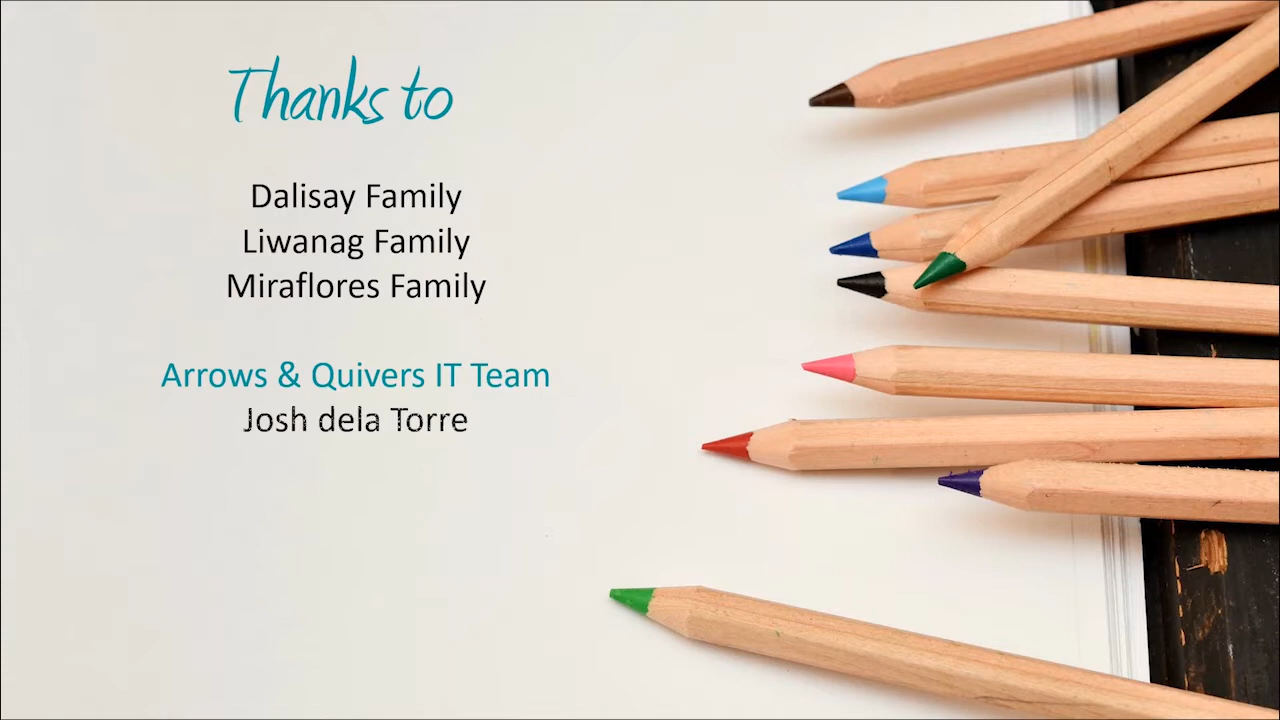 Thanks to
Dalisay Family
Liwanag Family
Miraflores Family
Arrows & Quivers IT Team
Josh dela Torre